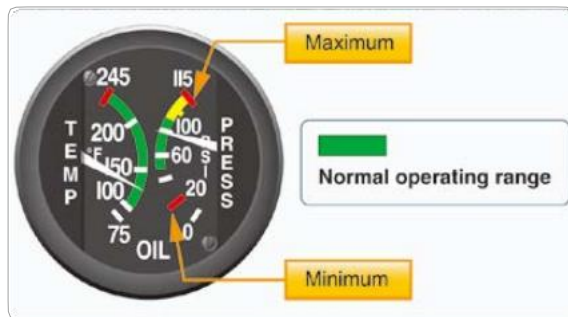 Maximum
245
115
200
100
°F
PSI
150
60
100
20
75
0
TEMP
PRESS
OIL
Normal operating range
Minimum